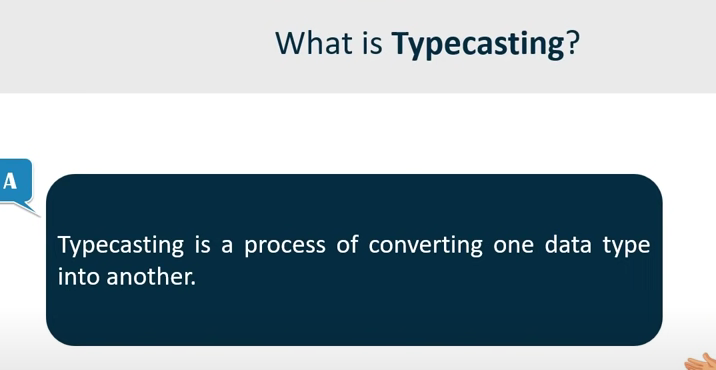 What is Typecasting?
A
Typecasting is a process of converting one data type
into another.